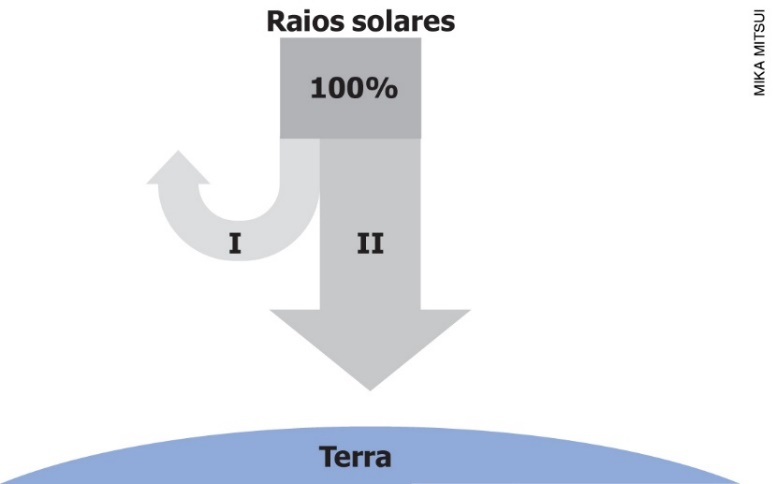 Raios solares
100%
I
II
Terra
MIKA MITSUI